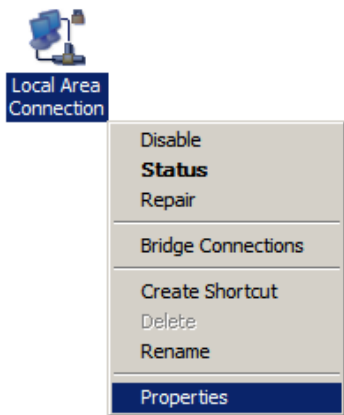 Local Area
Connection
Disable
Status
Repair
Bridge Connections
Create Shortcut
Delete
Rename
Properties